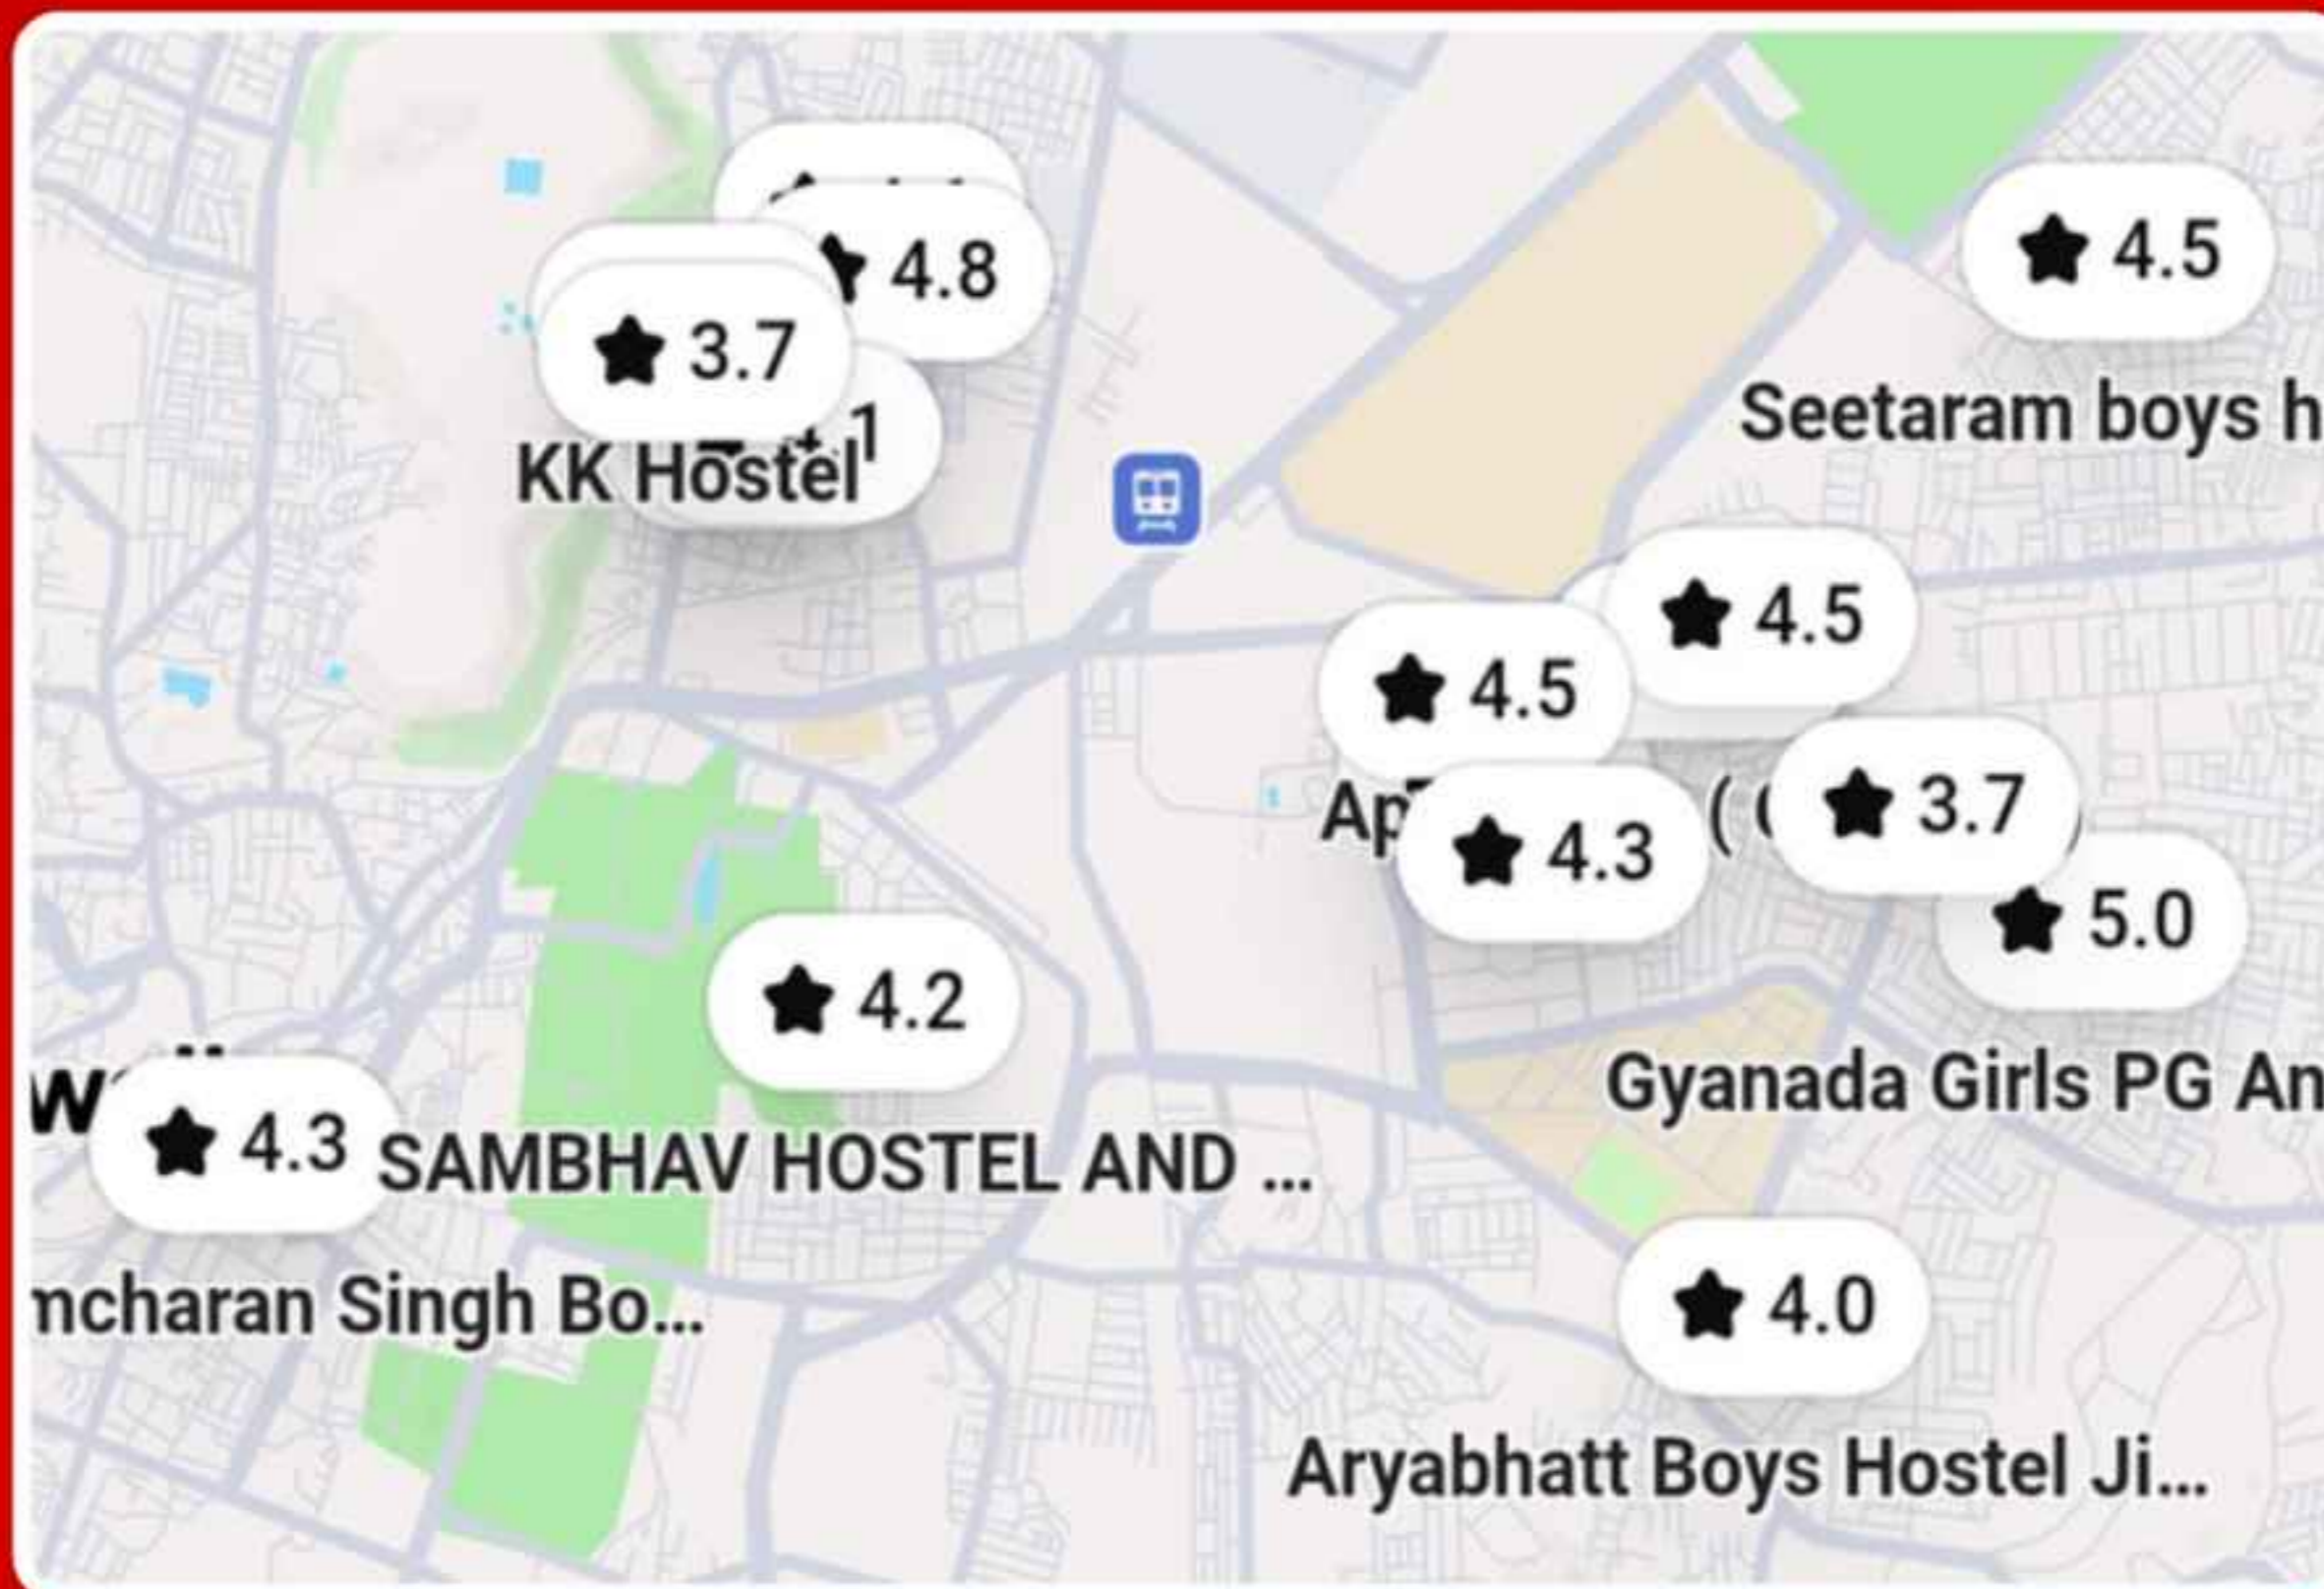 4.8
4.5
3.7
Seetaram boys h
1
KK Hostel
4.5
4.5
3.7
4.3
5.0
4.2
Gyanada Girls PG An
4.3
SAMBHAV HOSTEL AND ...
mcharan Singh Bo...
4.0
Aryabhatt Boys Hostel Ji...